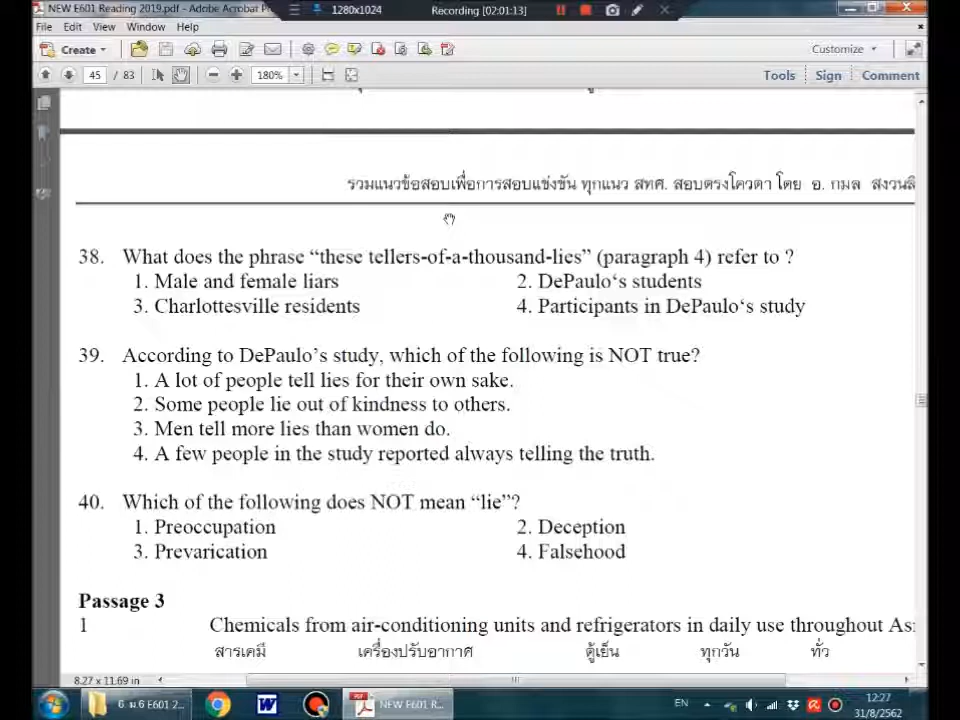 NEW E601 Reading 2019.pdf - Adobe Acrobat P
1280x1024
Recording [02:01:13]
File Edit View Window Help
Create
Customize
45 / 83
180%
Tools Sign Comment
รวมแนวข้อสอบเพื่อการสอบแข่งขัน ทุกแนว สทศ. สอบตรงโควตา โดย อ. กมล
38. What does the phrase “these tellers-of-a-thousand-lies” (paragraph 4) refer to ?
1. Male and female liars 2. DePaulo‘s students
3. Charlottesville residents 4. Participants in DePaulo‘s study
39. According to DePaulo’s study, which of the following is NOT true?
1. A lot of people tell lies for their own sake.
2. Some people lie out of kindness to others.
3. Men tell more lies than women do.
4. A few people in the study reported always telling the truth.
40. Which of the following does NOT mean “lie”?
1. Preoccupation 2. Deception
3. Prevarication 4. Falsehood
Passage 3
1 Chemicals from air-conditioning units and refrigerators in daily use throughout
สารเคมี เครื่องปรับอากาศ ตู้เย็น ทุกวัน ทั่ว
8.27 x 11.69 in
6 ม.6 E601 2...
NEW E601 R...
EN
12:27
31/8/2562